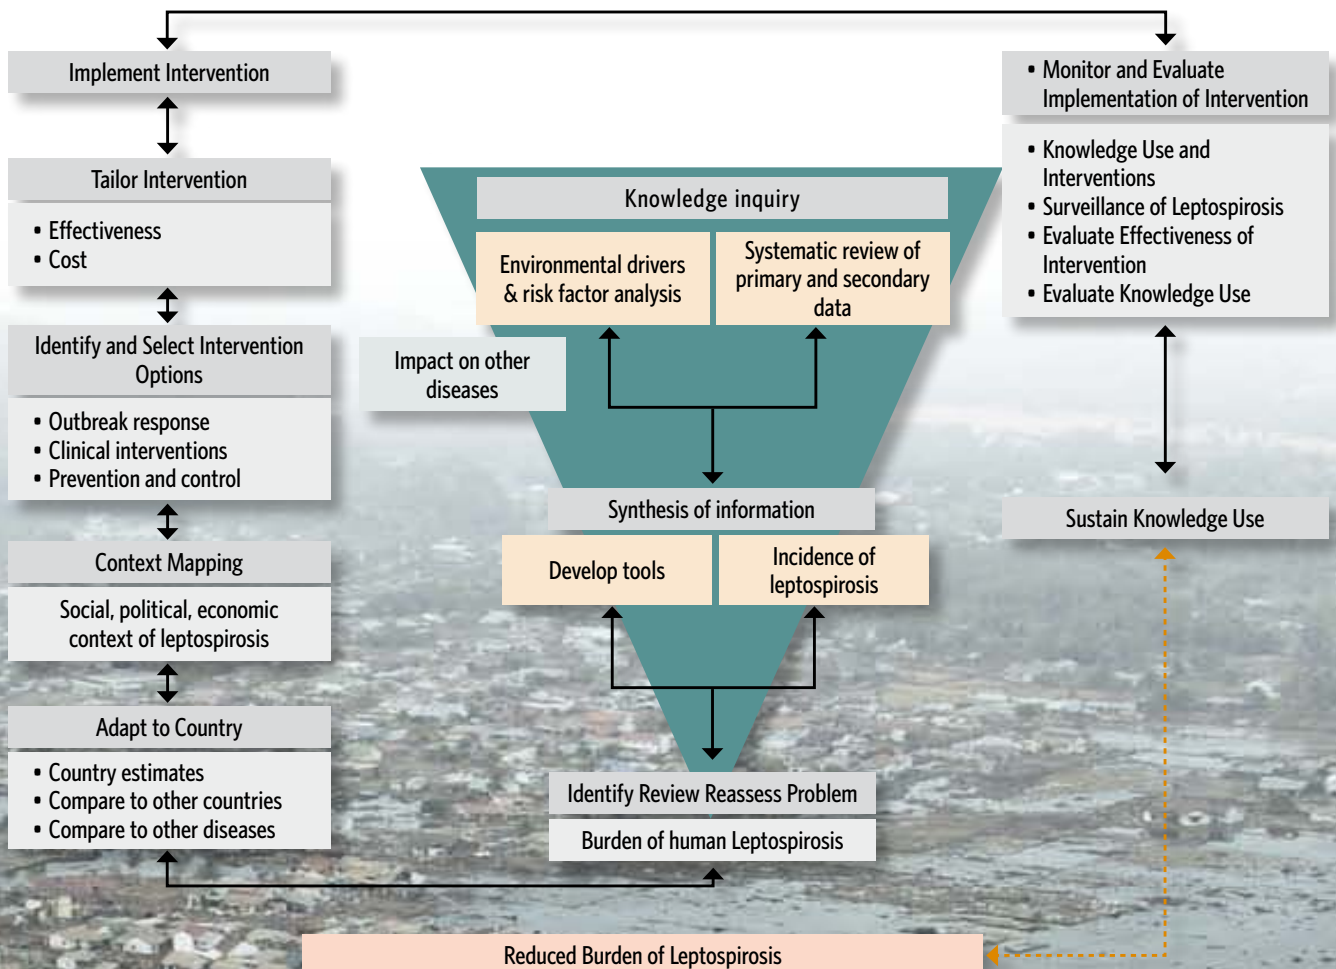 Implement Intervention
Tailor Intervention
• Effectiveness
• Cost
Identify and Select Intervention
Options
• Outbreak response
• Clinical interventions
• Prevention and control
Context Mapping
Social, political, economic
context of leptospirosis
Adapt to Country
• Country estimates
• Compare to other countries
• Compare to other diseases
Knowledge inquiry
Environmental drivers
& risk factor analysis
Systematic review of
primary and secondary
data
Impact on other
diseases
Synthesis of information
Develop tools
Incidence of
leptospirosis
Identify Review Reassess Problem
Burden of human Leptospirosis
• Monitor and Evaluate
Implementation of Intervention
• Knowledge Use and
Interventions
• Surveillance of Leptospirosis
• Evaluate Effectiveness of
Intervention
• Evaluate Knowledge Use
Sustain Knowledge Use
Reduced Burden of Leptospirosis